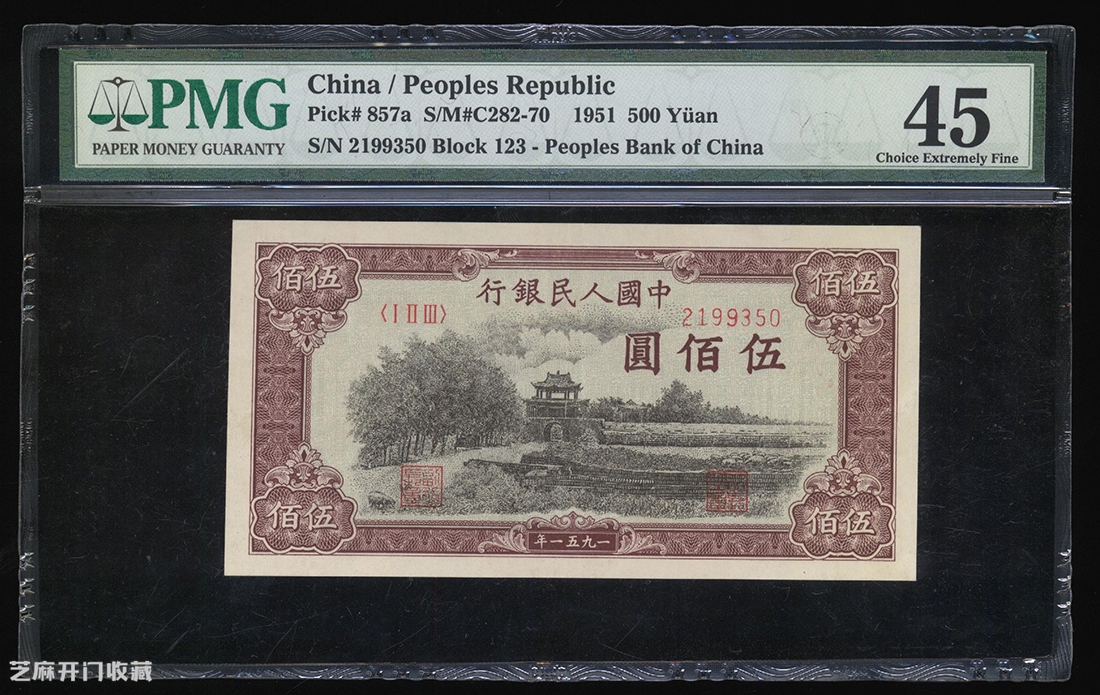 PMG
PAPER MONEY GUARANTY
China / Peoples Republic
Pick# 857a S/M#C282-70 1951 500 Yüan
S/N 2199350 Block 123 - Peoples Bank of China
45
Choice Extremely Fine
佰伍
佰伍
行銀民人國中
〈I II III〉
2199350
圓佰伍
佰伍
佰伍
年一五九一
芝麻开门收藏